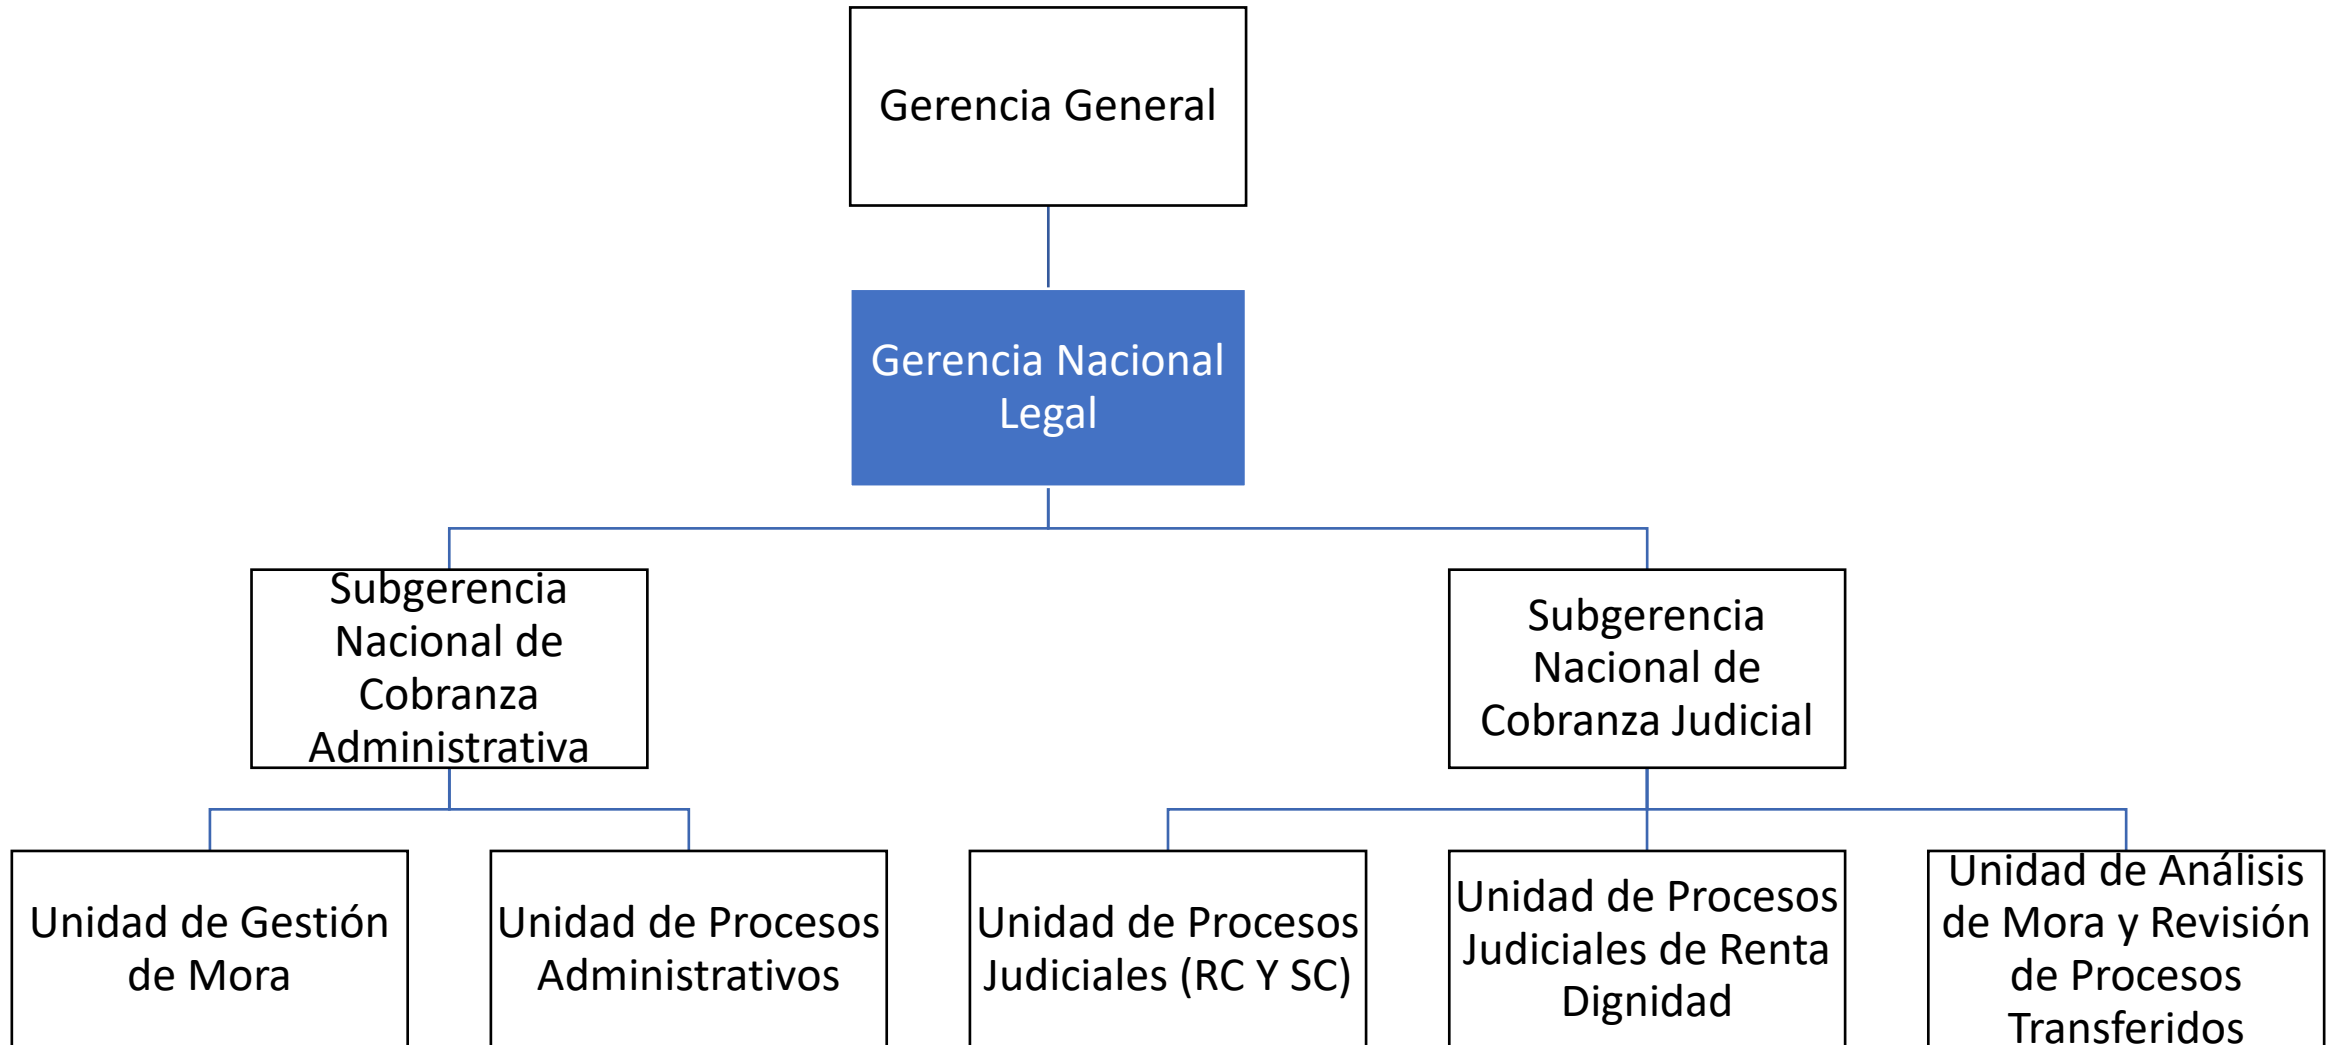 Gerencia General
Gerencia Nacional
Legal
Subgerencia
Nacional de
Cobranza
Administrativa
Subgerencia
Nacional de
Cobranza Judicial
Unidad de Gestión
de Mora
Unidad de Procesos
Administrativos
Unidad de Procesos
Judiciales (RC Y SC)
Unidad de Procesos
Judiciales de Renta
Dignidad
Unidad de Análisis
de Mora y Revisión
de Procesos
Transferidos